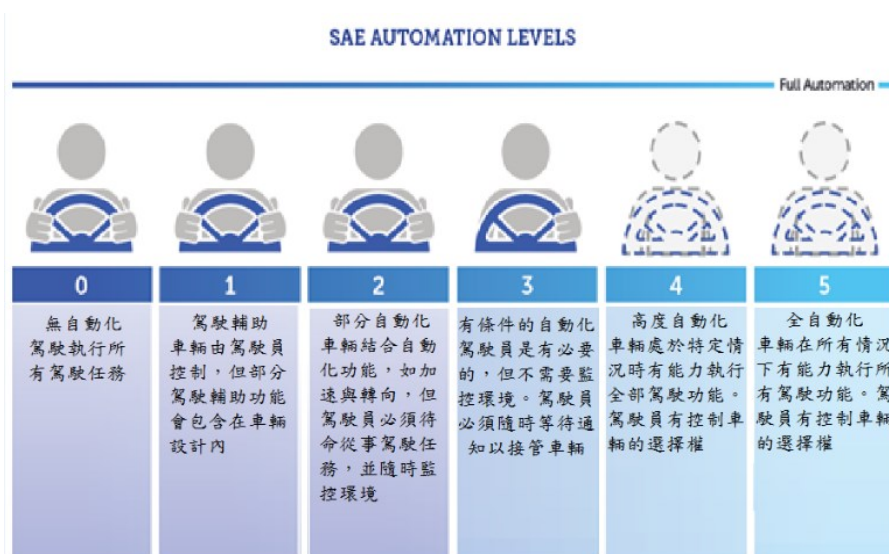 SAE AUTOMATION LEVELS
Full Automation
0
無自動化
駕駛執行所
有駕駛任務
1
駕駛輔助
車輛由駕駛員
控制，但部分
駕駛輔助功能
會包含在車輛
設計內
2
部分自動化
車輛結合自動
化功能，如加
速與轉向，但
駕駛員必須待
命從事駕駛任
務，並隨時監
控環境
3
有條件的自動化
駕駛員是有必要
的，但不需要監
控環境。駕駛員
必須隨時等待通
知以接管車輛
4
高度自動化
車輛處於特定情
況時有能力執行
全部駕駛功能。
駕駛員有控制車
輛的選擇權
5
全自動化
車輛在所有情況
下有能力執行所
有駕駛功能。駕
駛員有控制車輛
的選擇權